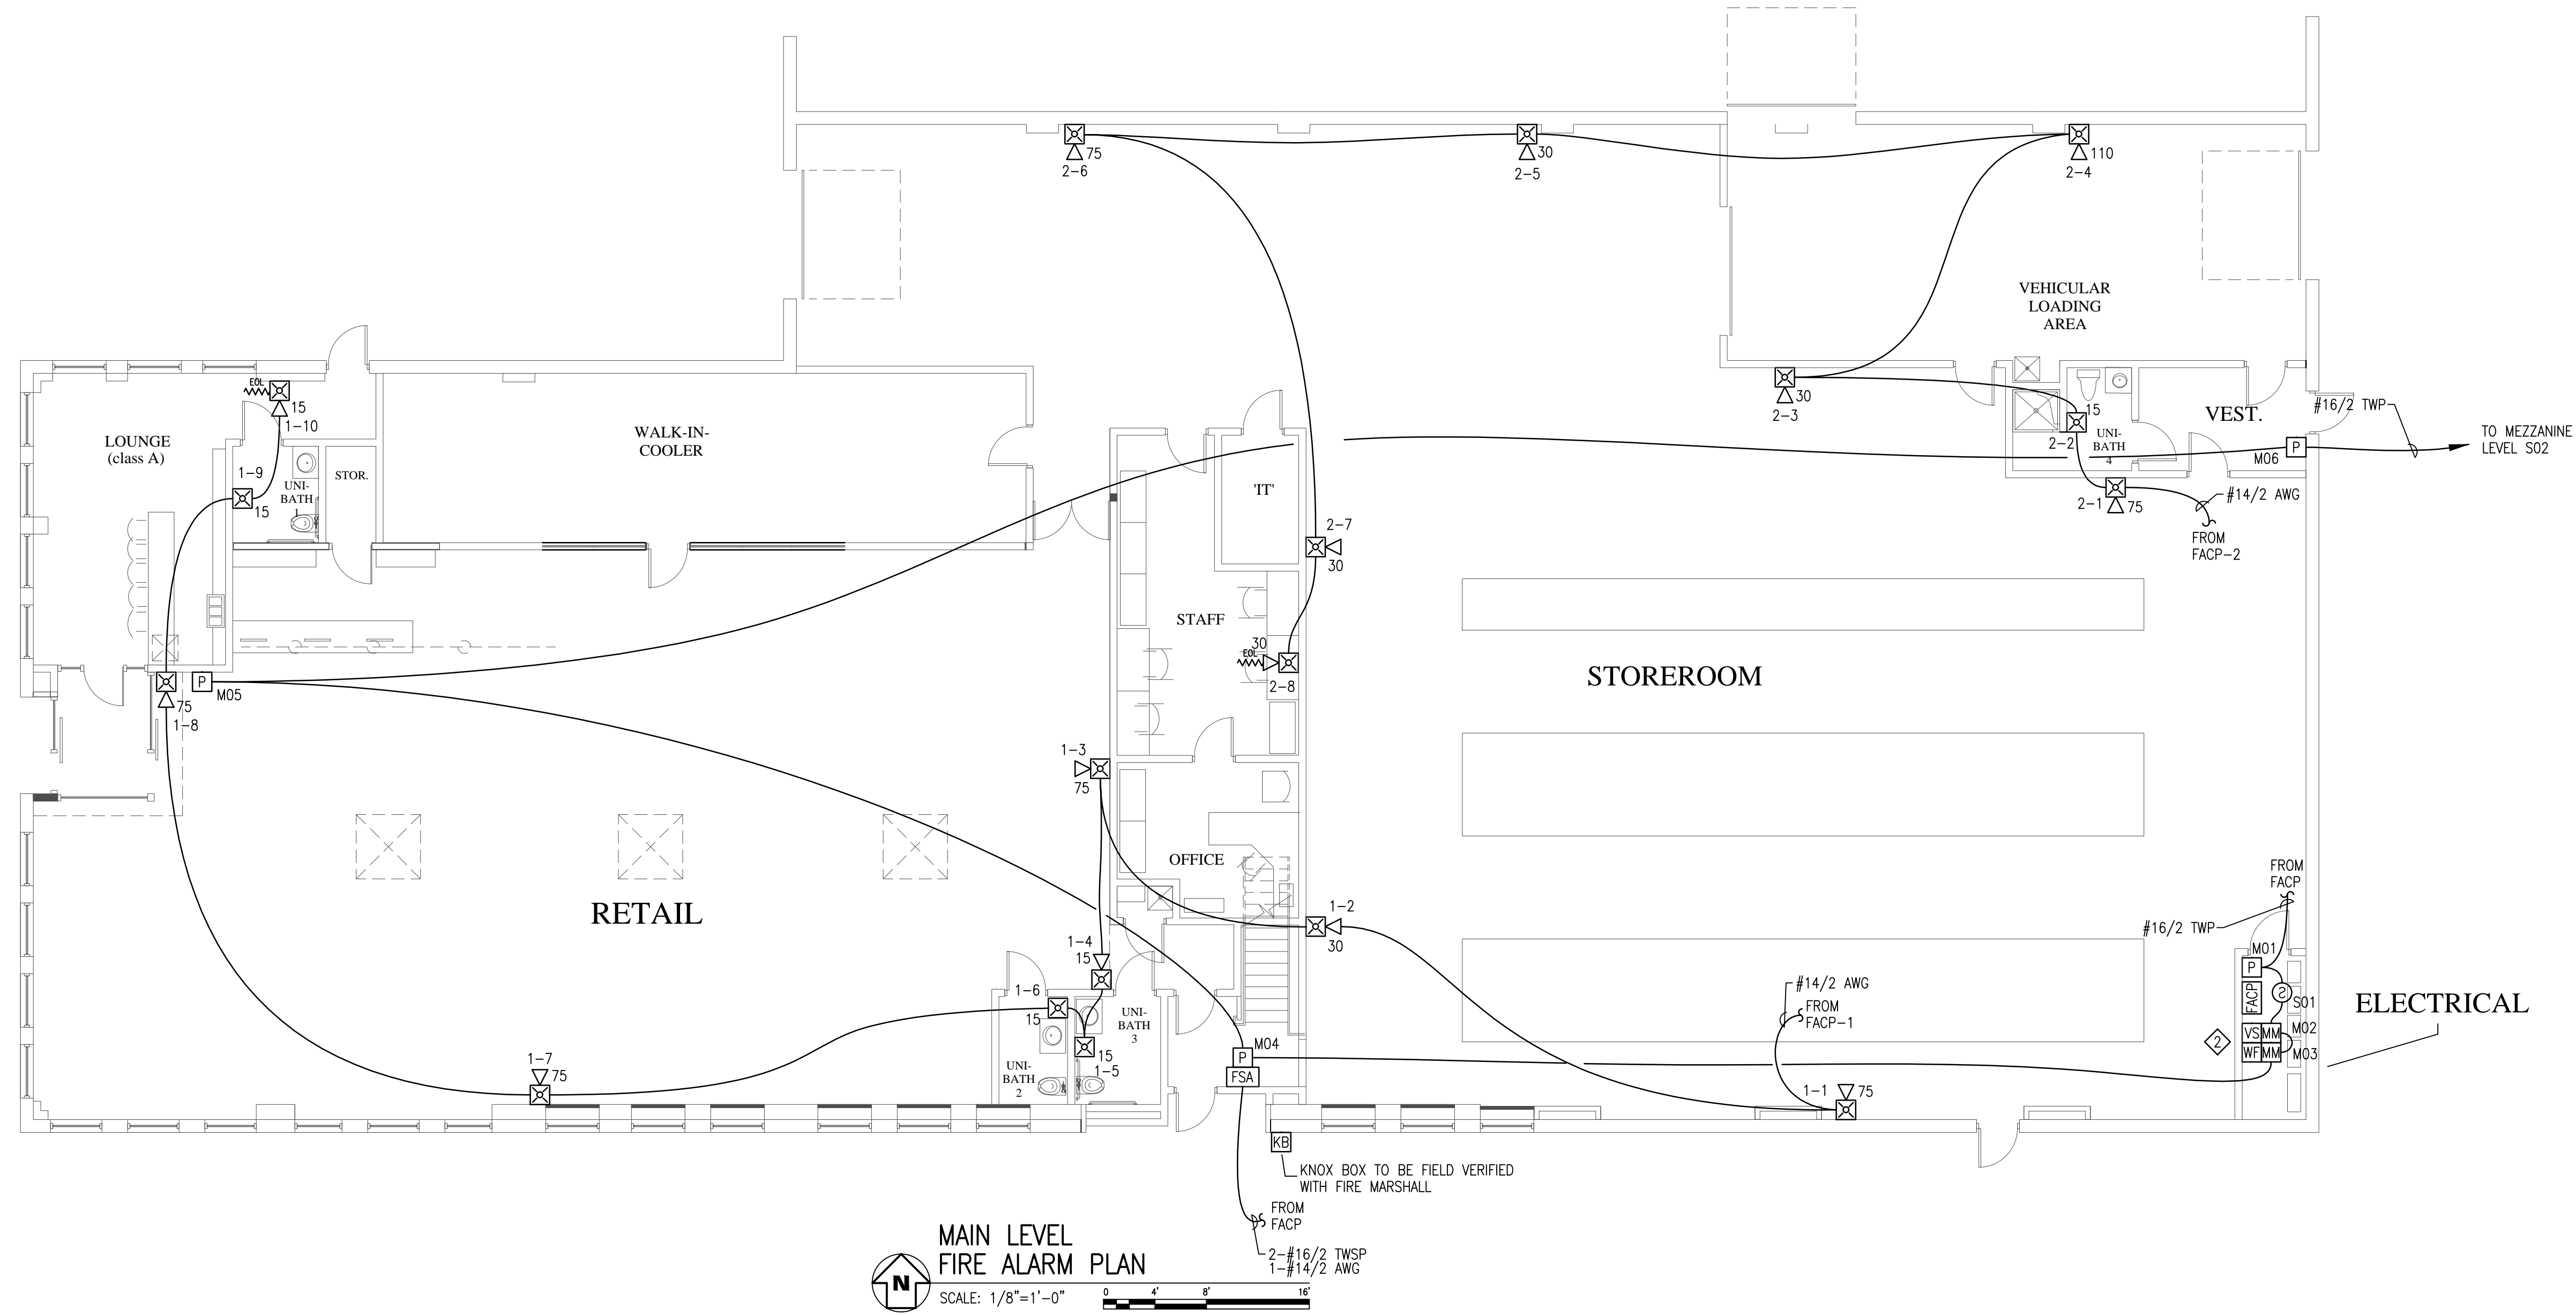 75
2-6
30
2-5
110
2-4
VEHICULAR
LOADING
AREA
30
2-3
15
2-2
UNI-
BATH
4
VEST.
#16/2 TWP
TO MEZZANINE
LEVEL S02
P
M06
2-1
75
#14/2 AWG
FROM
FACP-2
EOL
15
1-10
LOUNGE
(class A)
1-9
15
UNI-
BATH
1
STOR.
WALK-IN-
COOLER
'IT'
2-7
30
STAFF
30
EOL
2-8
STOREROOM
75
1-8
P
M05
1-3
75
OFFICE
RETAIL
1-2
30
1-4
15
1-6
15
UNI-
BATH
3
15
1-5
UNI-
BATH
2
1-7
75
P
M04
FSA
#14/2 AWG
FROM
FACP-1
1-1
75
FROM
FACP
#16/2 TWP
M01
P
FACP
S
S01
VS
MM
M02
WF
MM
M03
2
ELECTRICAL
KB
KNOX BOX TO BE FIELD VERIFIED
WITH FIRE MARSHALL
FROM
FACP
2-#16/2 TWSP
1-#14/2 AWG
MAIN LEVEL
FIRE ALARM PLAN
N
SCALE: 1/8"=1'-0"
0 4' 8' 16'